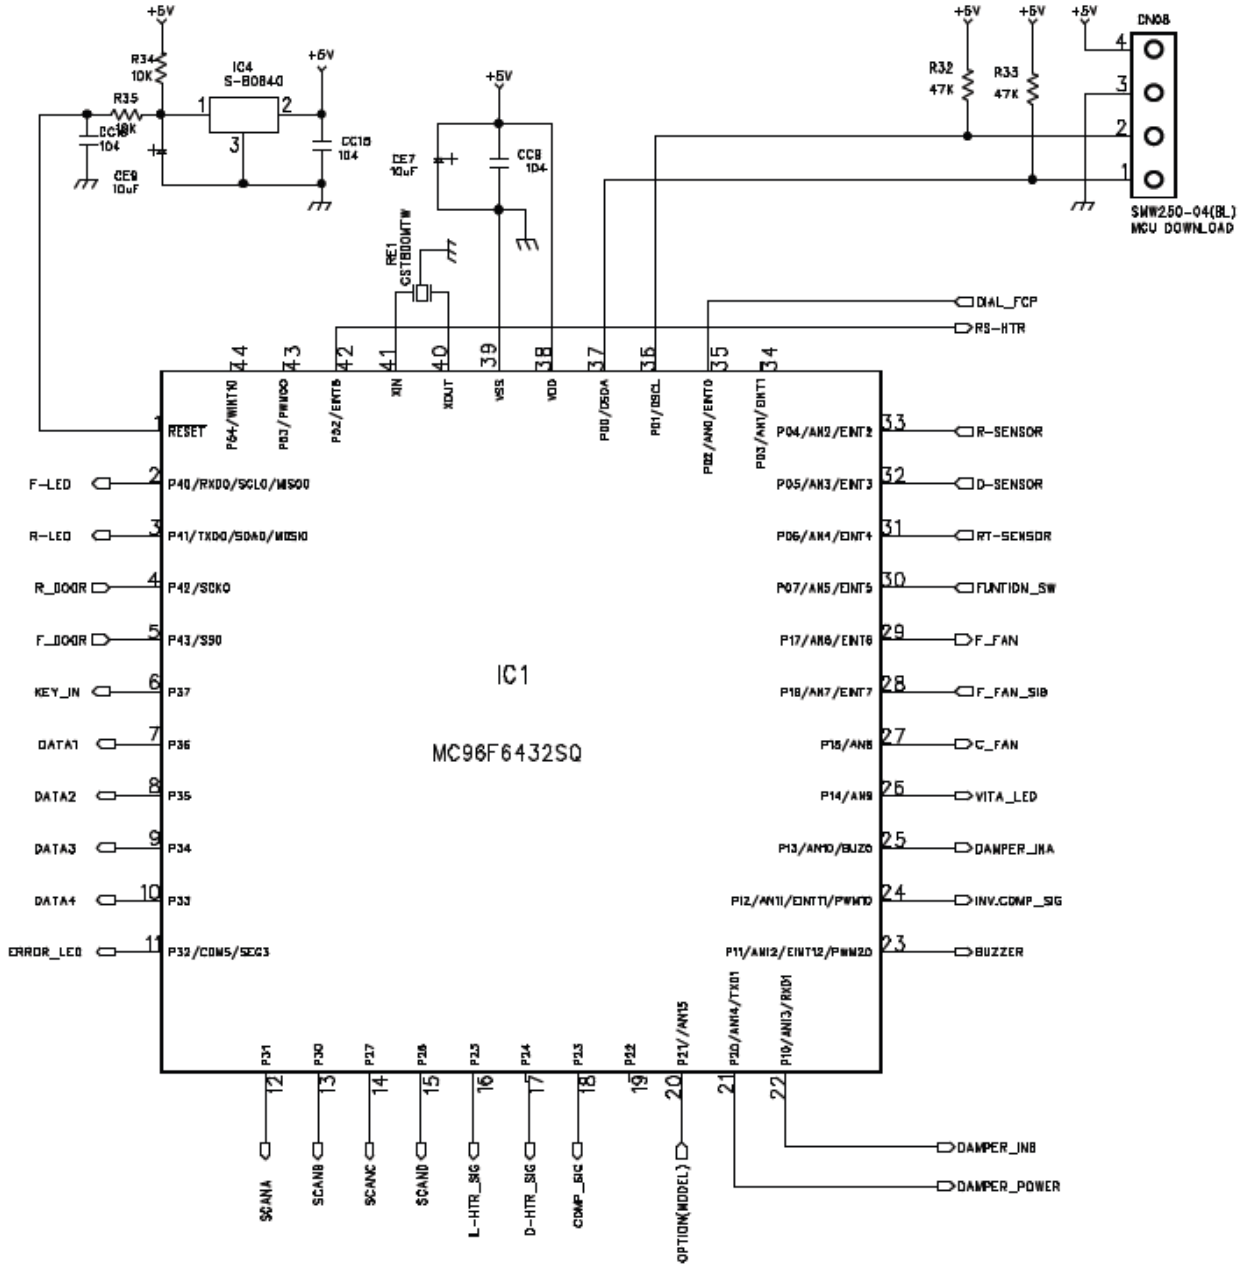 +5V
+5V
+5V
+5V
+5V
+5V
CN08
R34
10K
IC4
S-80840
R35
10K
1
2
3
104
CC15
104
CE9
10uF
CE7
10uF
CC8
104
R32
47K
R33
47K
4
3
2
1
SMW250-04(BL)
MCU DOWNLOAD
RE1
CSTB00MTW
DIAL_FCP
RS-HTR
44
43
42
41
40
39
38
37
36
35
34
P54/WINT10
P53/PWM00
P52/EINT8
XIN
XOUT
VSS
VDD
P00/DSDA
P01/DSCL
P02/AN0/EINT0
P03/AN1/EINT1
1 RESET
P04/AN2/EINT2 33 R-SENSOR
F-LED 2 P40/RXD0/SCL0/MISO0
P05/AN3/EINT3 32 D-SENSOR
R-LED 3 P41/TXD0/SDA0/MOSI0
P06/AN4/EINT4 31 RT-SENSOR
R_DOOR 4 P42/SCK0
P07/AN5/EINT5 30 FUNTION_SW
F_DOOR 5 P43/SS0
P17/AN6/EINT6 29 F_FAN
IC1
KEY_IN 6 P37
P16/AN7/EINT7 28 F_FAN_SIB
DATA1 7 P36
MC96F6432SQ
P15/AN8 27 C_FAN
DATA2 8 P35
P14/AN9 26 VITA_LED
DATA3 9 P34
P13/AN10/BUZO 25 DAMPER_INA
DATA4 10 P33
P12/AN11/EINT11/PWM10 24 INV.COMP_SIG
ERROR_LED 11 P32/COM5/SEG3
P11/AN12/EINT12/PWM20 23 BUZZER
P31
P30
P27
P26
P25
P24
P23
P22
P21//AN15
P20/AN14/TXD1
P10/AN13/RXD1
12
13
14
15
16
17
18
19
20
21
22
SCANA
SCANB
SCANC
SCAND
L-HTR_SIG
D-HTR_SIG
COMP_SIG
OPTION(MODEL)
DAMPER_INB
DAMPER_POWER